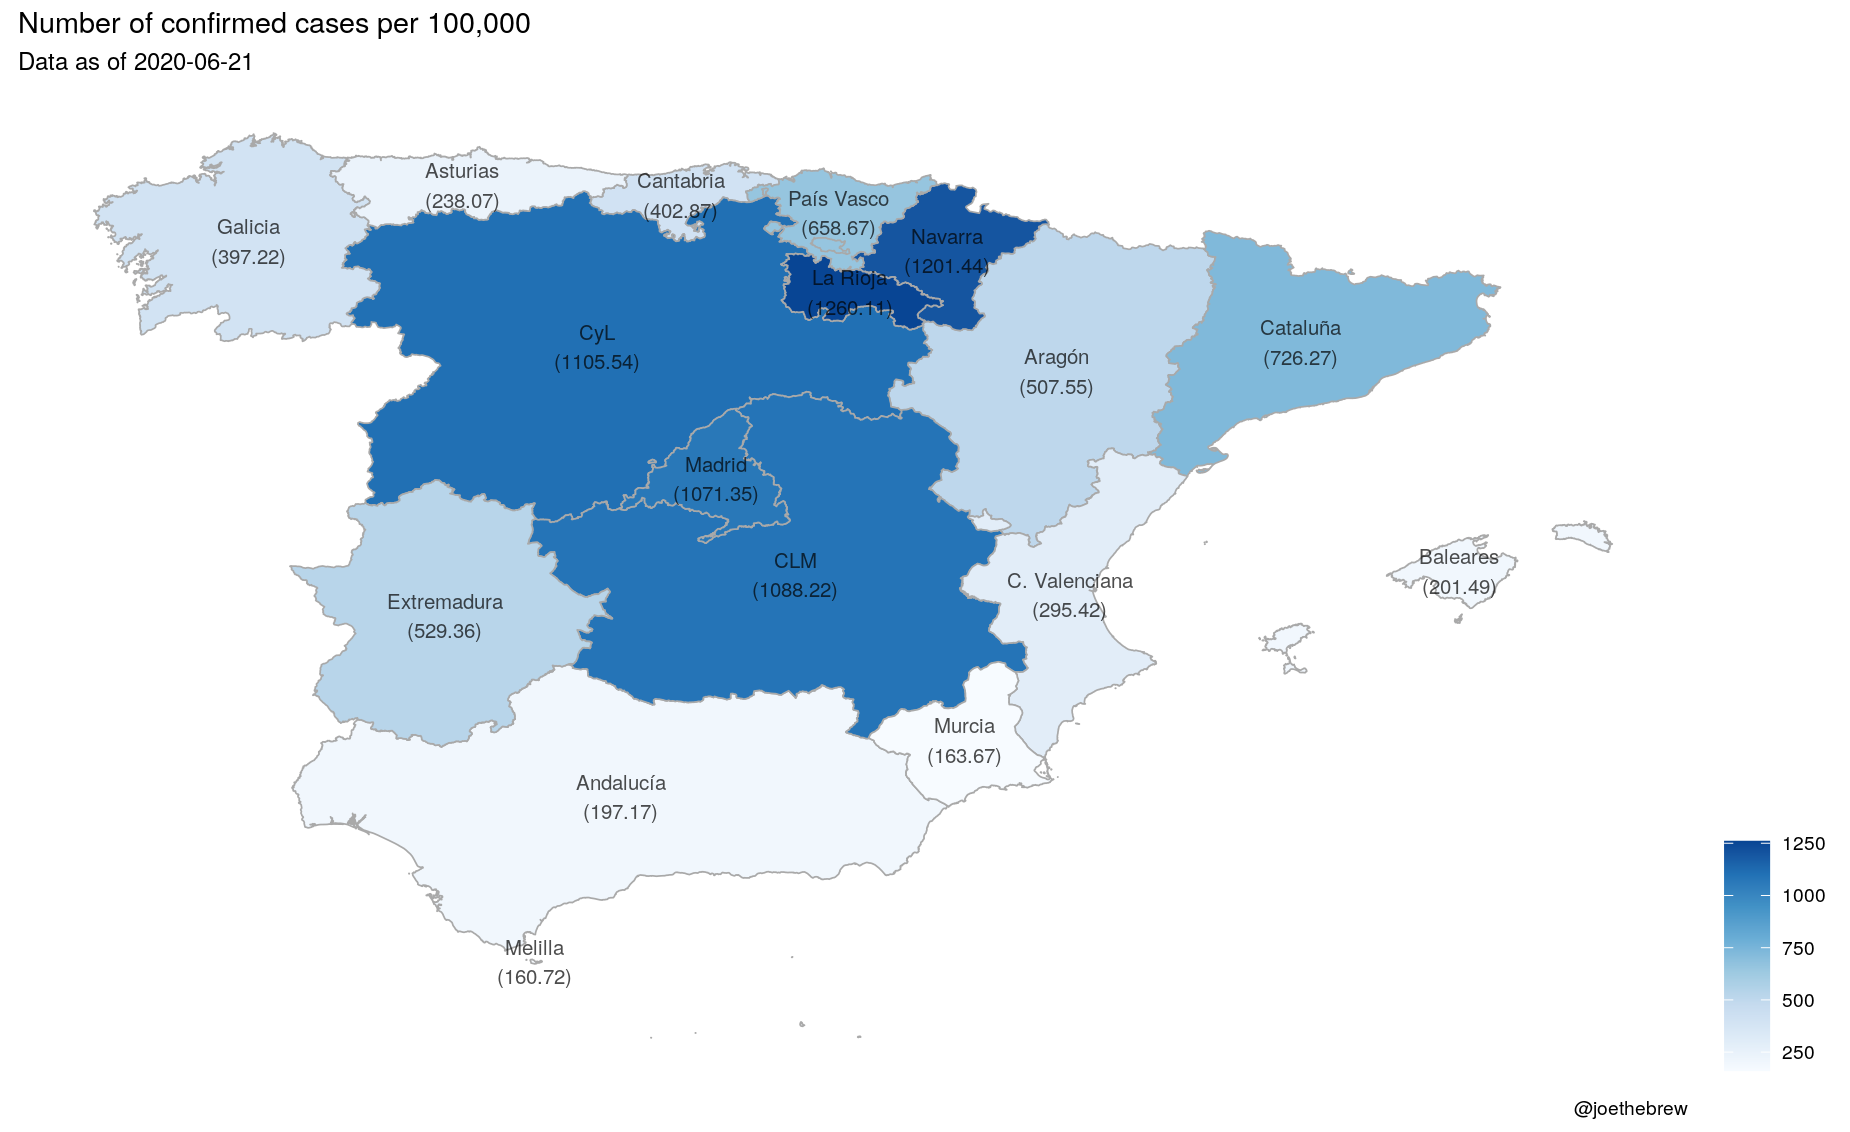 Number of confirmed cases per 100,000
Data as of 2020-06-21
Asturias
(238.07)
Cantabria
(402.87)
País Vasco
(658.67)
Galicia
(397.22)
Navarra
(1201.44)
La Rioja
(1260.11)
CyL
(1105.54)
Aragón
(507.55)
Cataluña
(726.27)
Madrid
(1071.35)
CLM
(1088.22)
Baleares
(201.49)
C. Valenciana
(295.42)
Extremadura
(529.36)
Murcia
(163.67)
Andalucía
(197.17)
Melilla
(160.72)
1250
1000
750
500
250
@joethebrew